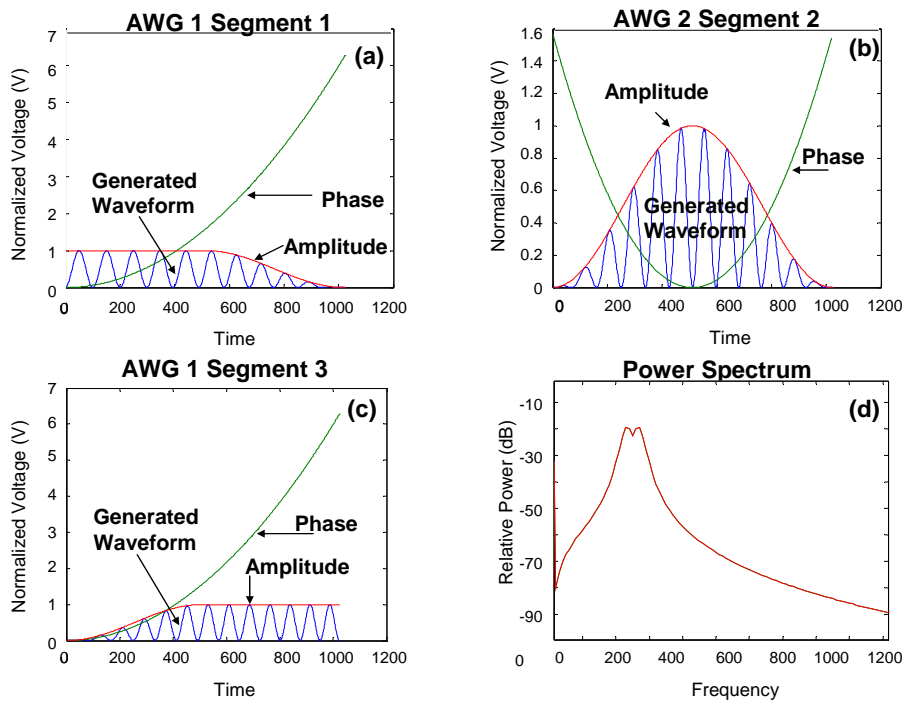 AWG 1 Segment 1
(a)
Normalized Voltage (V)
7
6
5
4
3
2
1
0
Generated
Waveform
Phase
Amplitude
0 200 400 600 800 1000 1200
Time
AWG 2 Segment 2
(b)
Normalized Voltage (V)
1.6
1.4
1.2
1
0.8
0.6
0.4
0.2
0
Amplitude
Phase
Generated
Waveform
0 200 400 600 800 1000 1200
Time
AWG 1 Segment 3
(c)
Normalized Voltage (V)
7
6
5
4
3
2
1
0
Generated
Waveform
Phase
Amplitude
0 200 400 600 800 1000 1200
Time
Power Spectrum
(d)
Relative Power (dB)
-10
-30
-50
-70
-90
0
0 200 400 600 800 1000 1200
Frequency